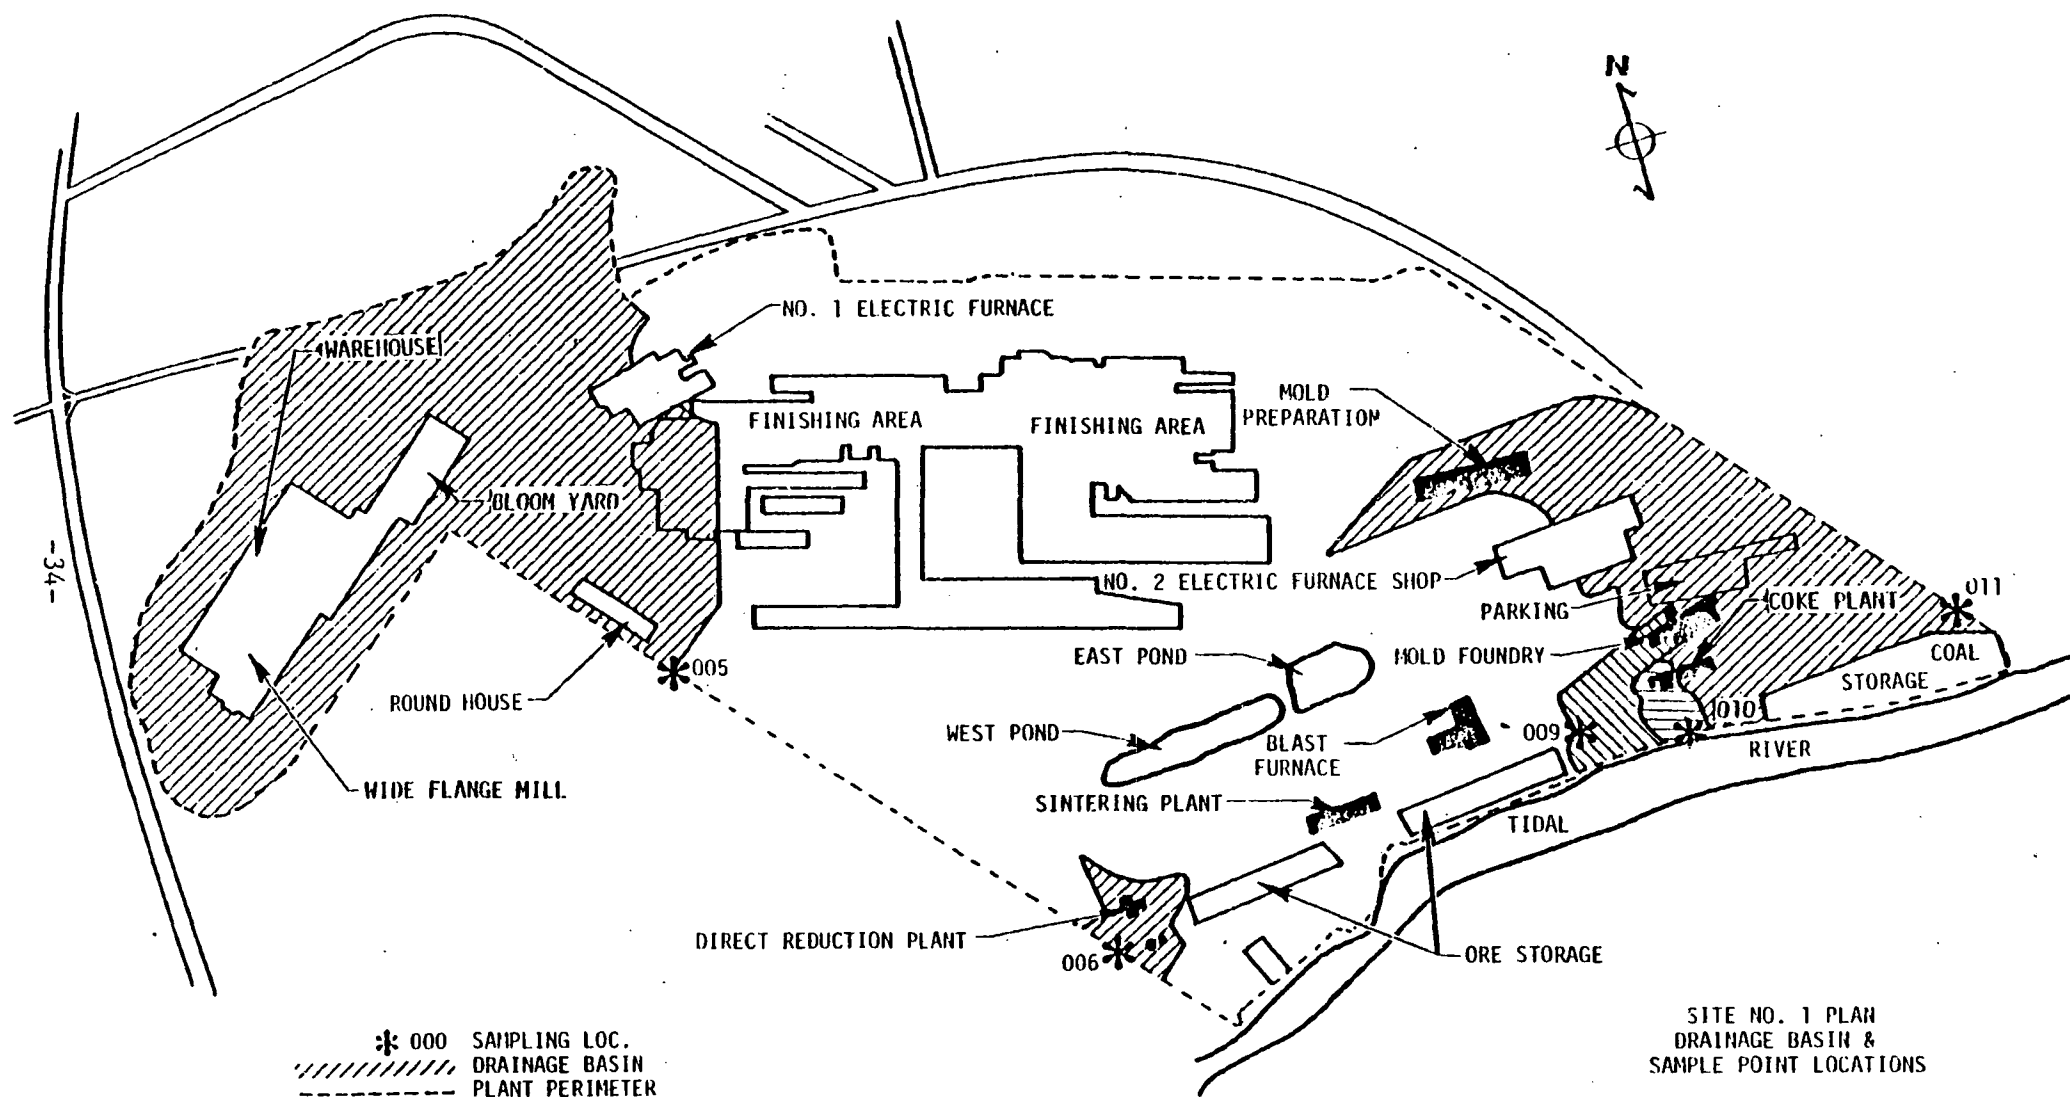 N
NO. 1 ELECTRIC FURNACE
WAREHOUSE
MOLD
PREPARATION
FINISHING AREA
FINISHING AREA
BLOOM YARD
-34-
NO. 2 ELECTRIC FURNACE SHOP
PARKING
COKE PLANT
011
EAST POND
MOLD FOUNDRY
COAL
STORAGE
005
ROUND HOUSE
010
WEST POND
009
BLAST
FURNACE
RIVER
WIDE FLANGE MILL
SINTERING PLANT
TIDAL
DIRECT REDUCTION PLANT
006
ORE STORAGE
000 SAMPLING LOC.
DRAINAGE BASIN
PLANT PERIMETER
SITE NO. 1 PLAN
DRAINAGE BASIN &
SAMPLE POINT LOCATIONS